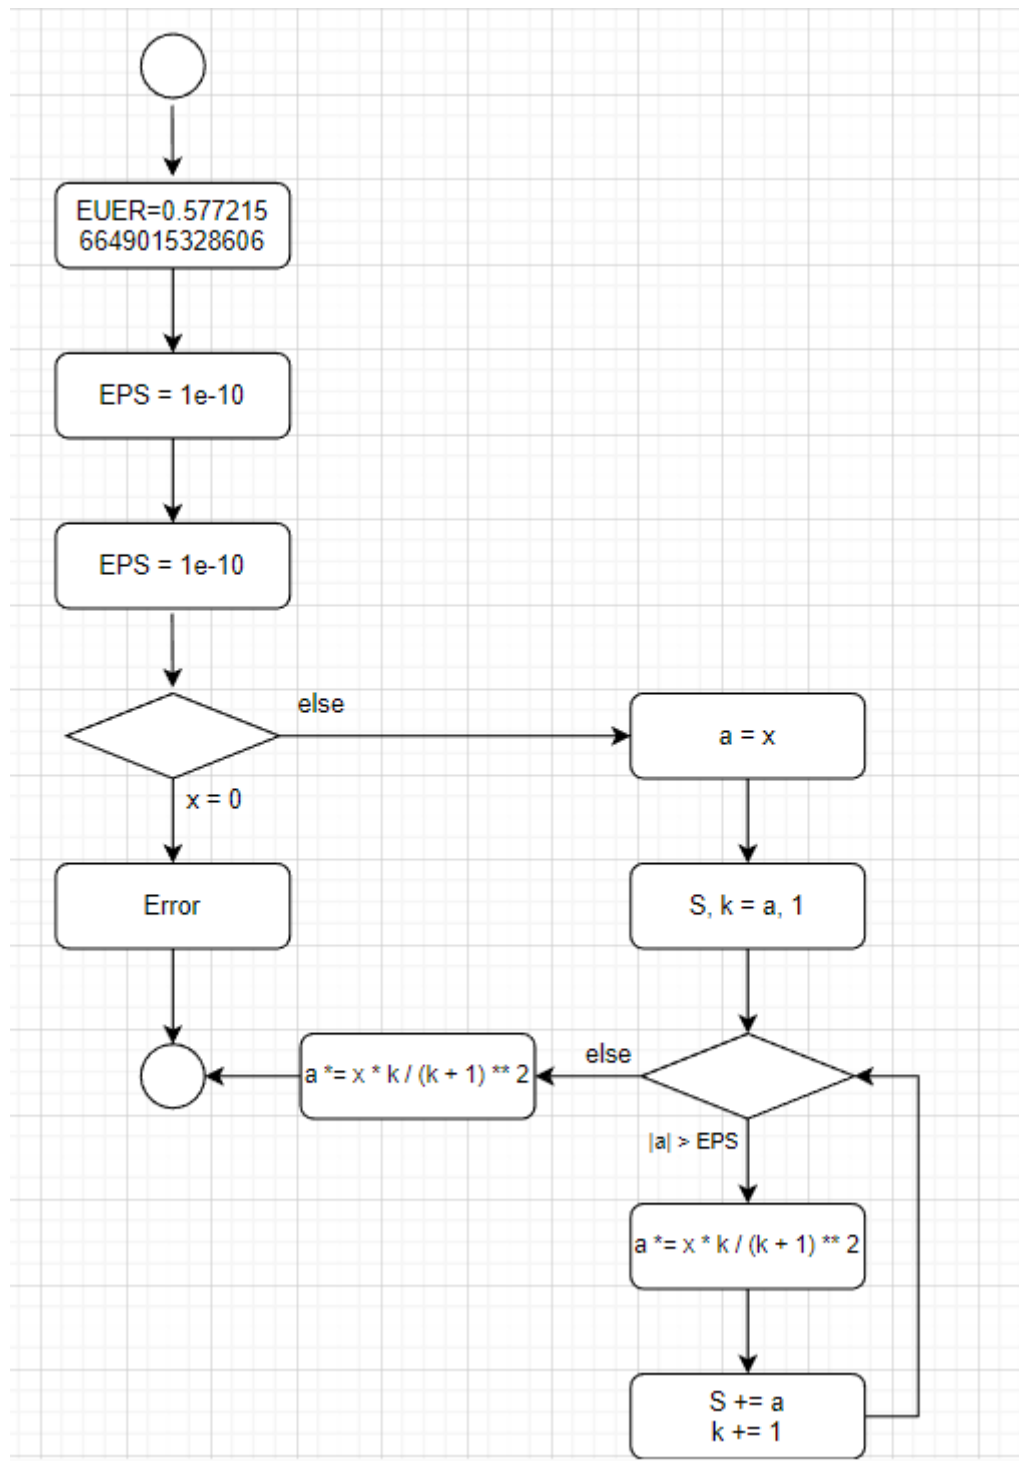 EUER=0.577215
6649015328606
EPS = 1e-10
EPS = 1e-10
else
a = x
x = 0
Error
S, k = a, 1
else
a *= x * k / (k + 1) ** 2
|a| > EPS
a *= x * k / (k + 1) ** 2
S += a
k += 1